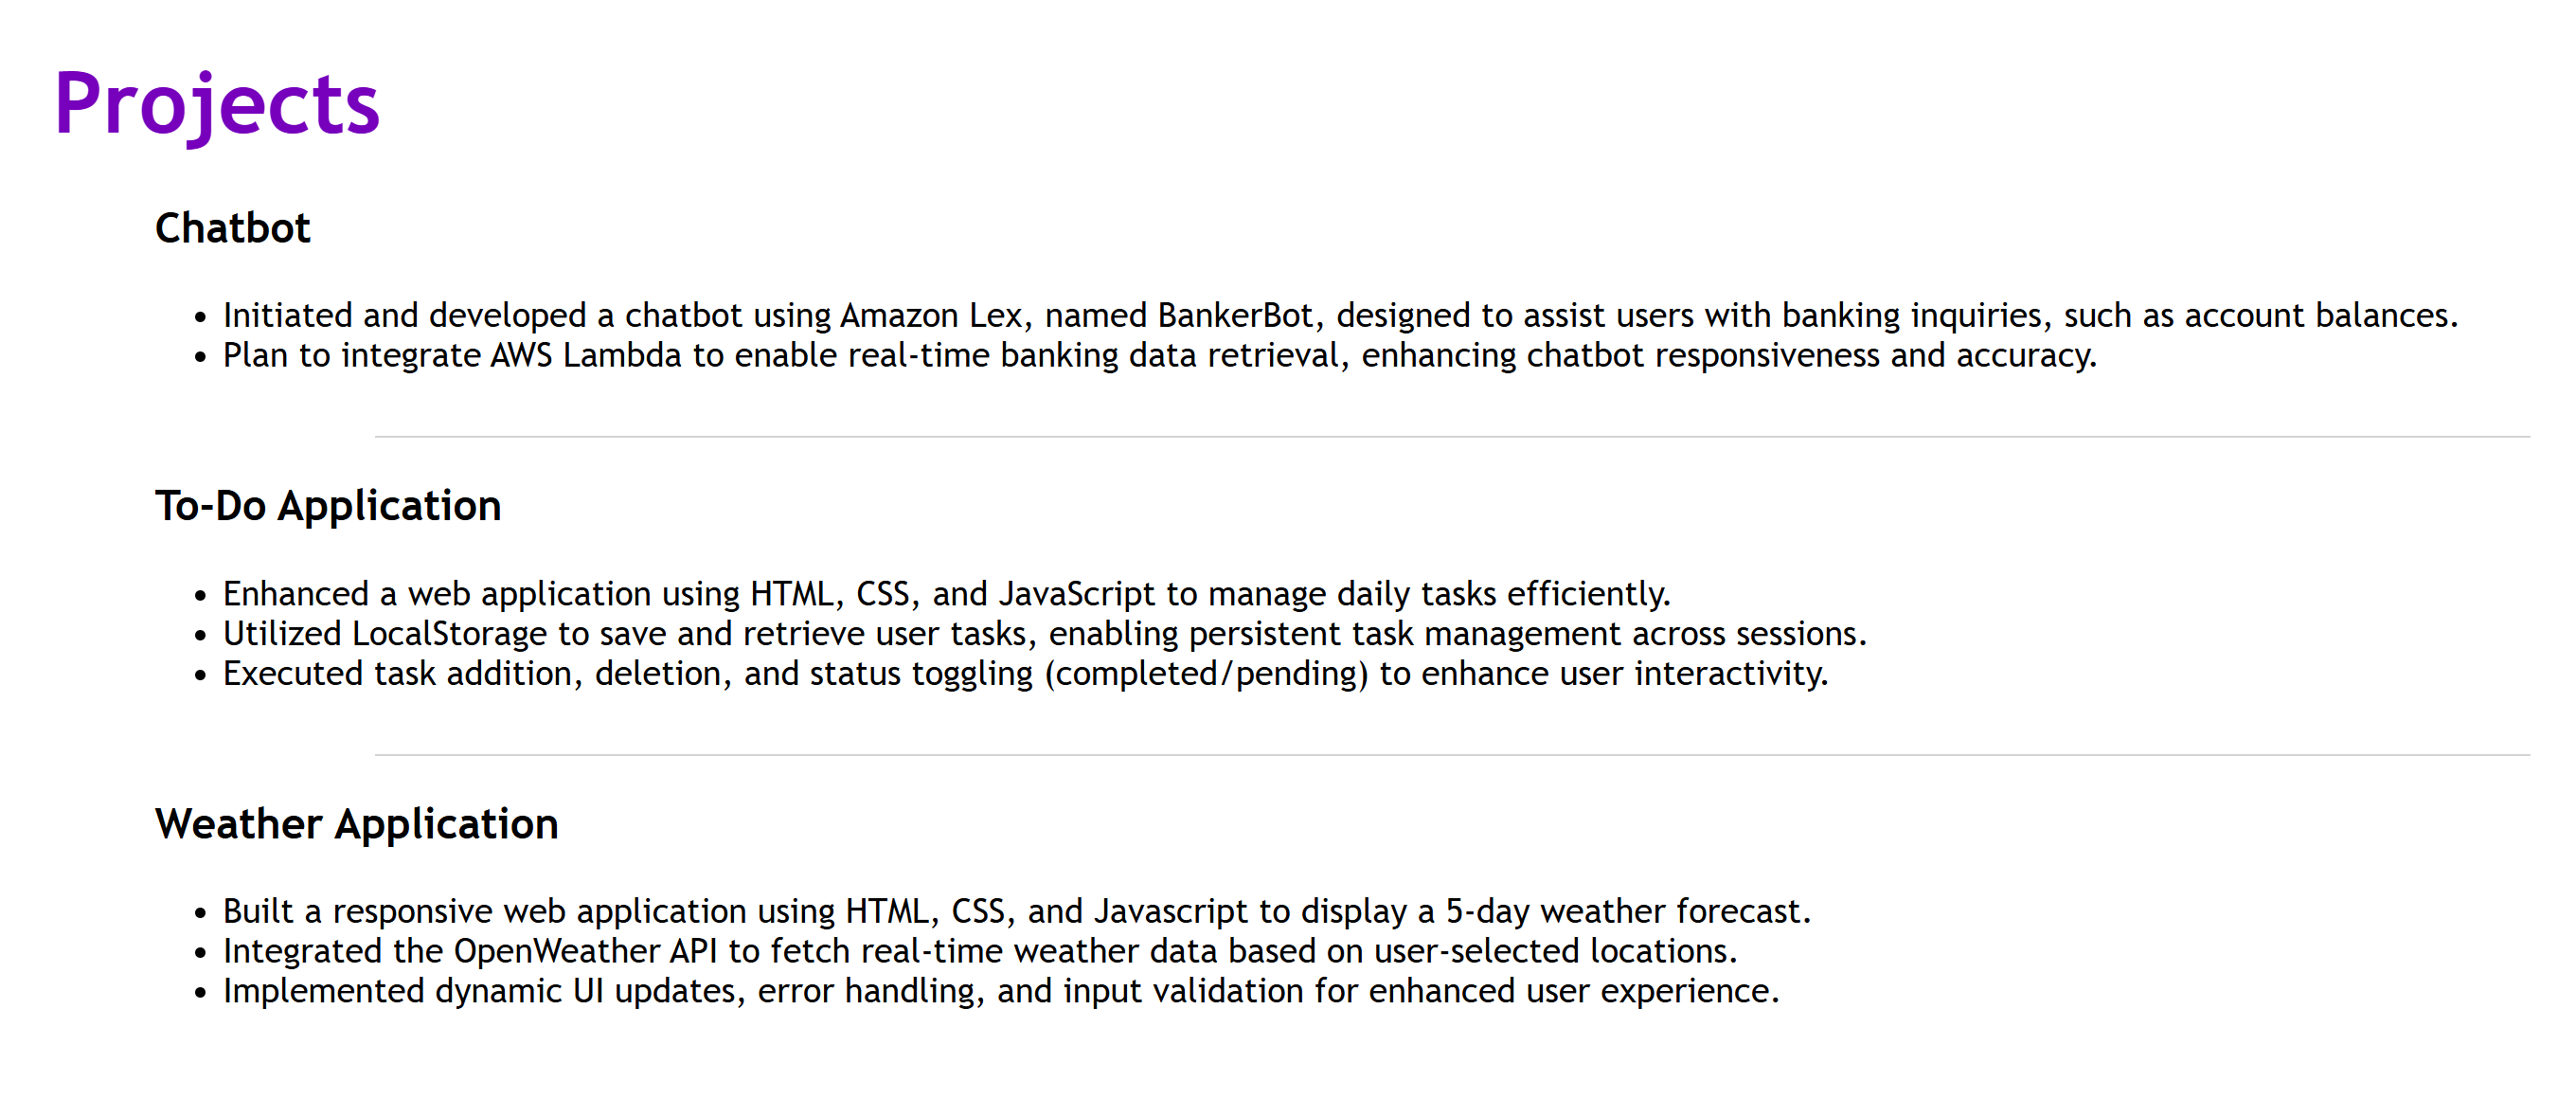 Projects
Chatbot
• Initiated and developed a chatbot using Amazon Lex, named BankerBot, designed to assist users with banking inquiries, such as account balances.
• Plan to integrate AWS Lambda to enable real-time banking data retrieval, enhancing chatbot responsiveness and accuracy.
To-Do Application
• Enhanced a web application using HTML, CSS, and JavaScript to manage daily tasks efficiently.
• Utilized LocalStorage to save and retrieve user tasks, enabling persistent task management across sessions.
• Executed task addition, deletion, and status toggling (completed/pending) to enhance user interactivity.
Weather Application
• Built a responsive web application using HTML, CSS, and Javascript to display a 5-day weather forecast.
• Integrated the OpenWeather API to fetch real-time weather data based on user-selected locations.
• Implemented dynamic UI updates, error handling, and input validation for enhanced user experience.